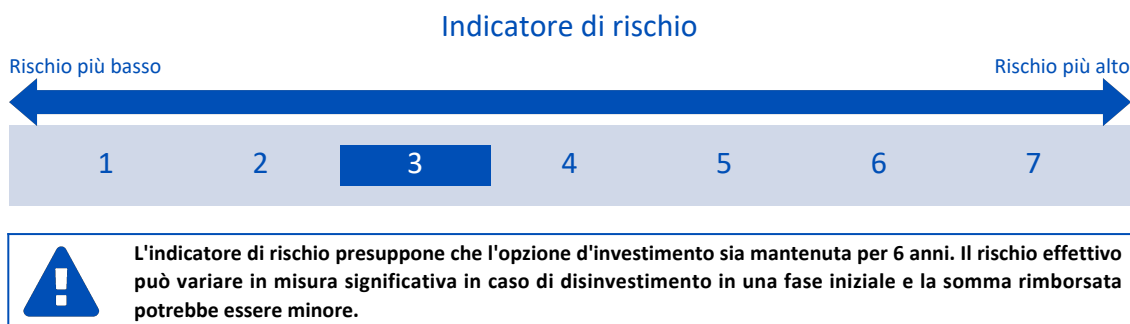 Indicatore di rischio
Rischio più basso Rischio più alto
1 2 3 4 5 6 7
L'indicatore di rischio presuppone che l'opzione d'investimento sia mantenuta per 6 anni. Il rischio effettivo
può variare in misura significativa in caso di disinvestimento in una fase iniziale e la somma rimborsata
potrebbe essere minore.